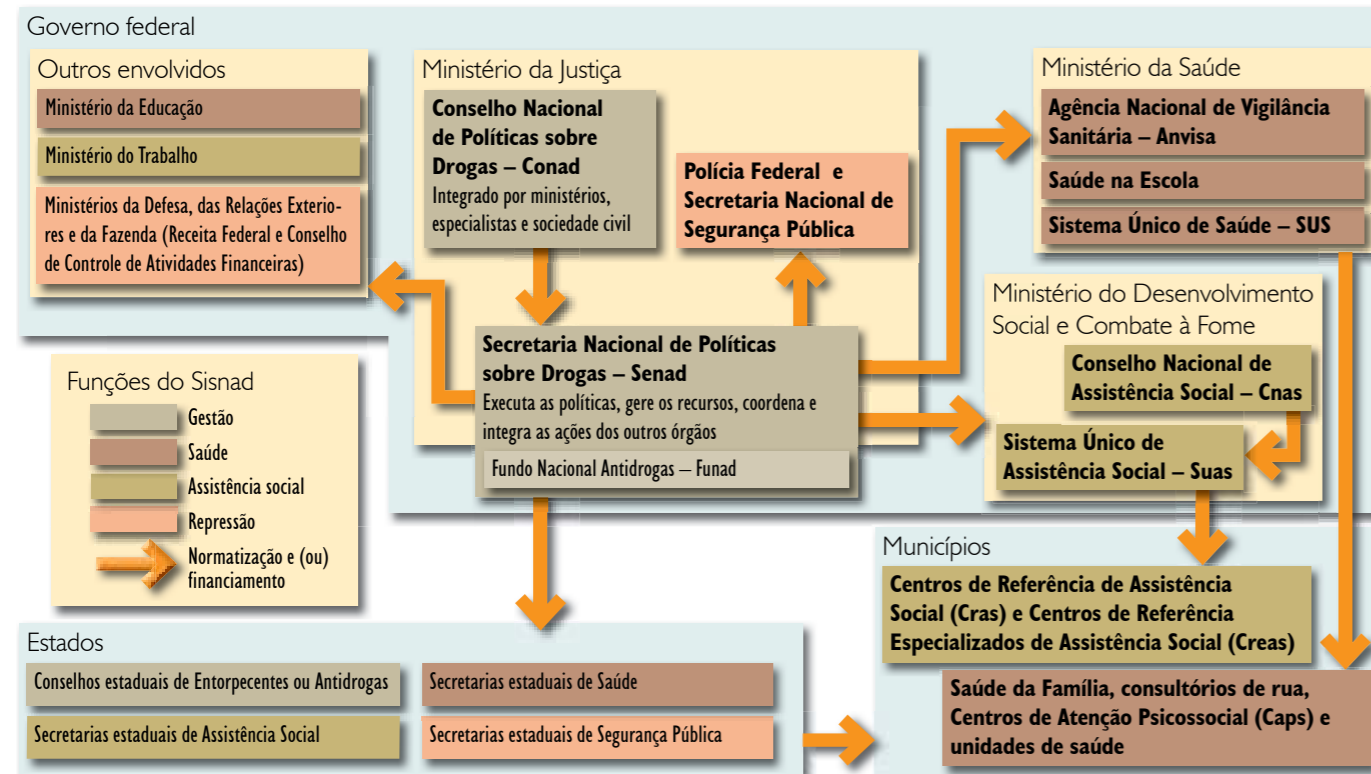 Governo federal
Outros envolvidos
Ministério da Educação
Ministério do Trabalho
Ministérios da Defesa, das Relações Exterio-
res e da Fazenda (Receita Federal e Conselho
de Controle de Atividades Financeiras)
Ministério da Justiça
Conselho Nacional
de Políticas sobre
Drogas – Conad
Integrado por ministérios,
especialistas e sociedade civil
Polícia Federal e
Secretaria Nacional de
Segurança Pública
Secretaria Nacional de Políticas
sobre Drogas – Senad
Executa as políticas, gere os recursos, coordena e
integra as ações dos outros órgãos
Fundo Nacional Antidrogas – Funad
Ministério da Saúde
Agência Nacional de Vigilância
Sanitária – Anvisa
Saúde na Escola
Sistema Único de Saúde – SUS
Ministério do Desenvolvimento
Social e Combate à Fome
Conselho Nacional de
Assistência Social – Cnas
Sistema Único de
Assistência Social – Suas
Funções do Sisnad
Gestão
Saúde
Assistência social
Repressão
Normatização e (ou)
financiamento
Estados
Conselhos estaduais de Entorpecentes ou Antidrogas
Secretarias estaduais de Saúde
Secretarias estaduais de Assistência Social
Secretarias estaduais de Segurança Pública
Municípios
Centros de Referência de Assistência
Social (Cras) e Centros de Referência
Especializados de Assistência Social (Creas)
Saúde da Família, consultórios de rua,
Centros de Atenção Psicossocial (Caps) e
unidades de saúde